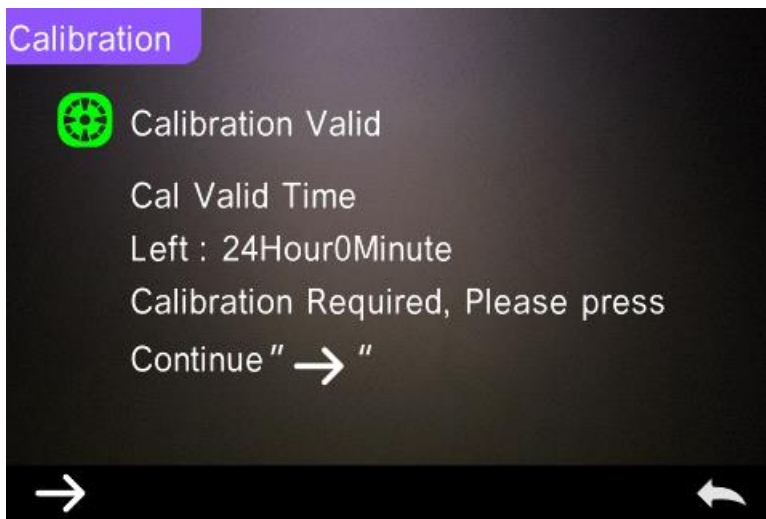 Calibration
Calibration Valid
Cal Valid Time
Left : 24Hour0Minute
Calibration Required, Please press
Continue " → "